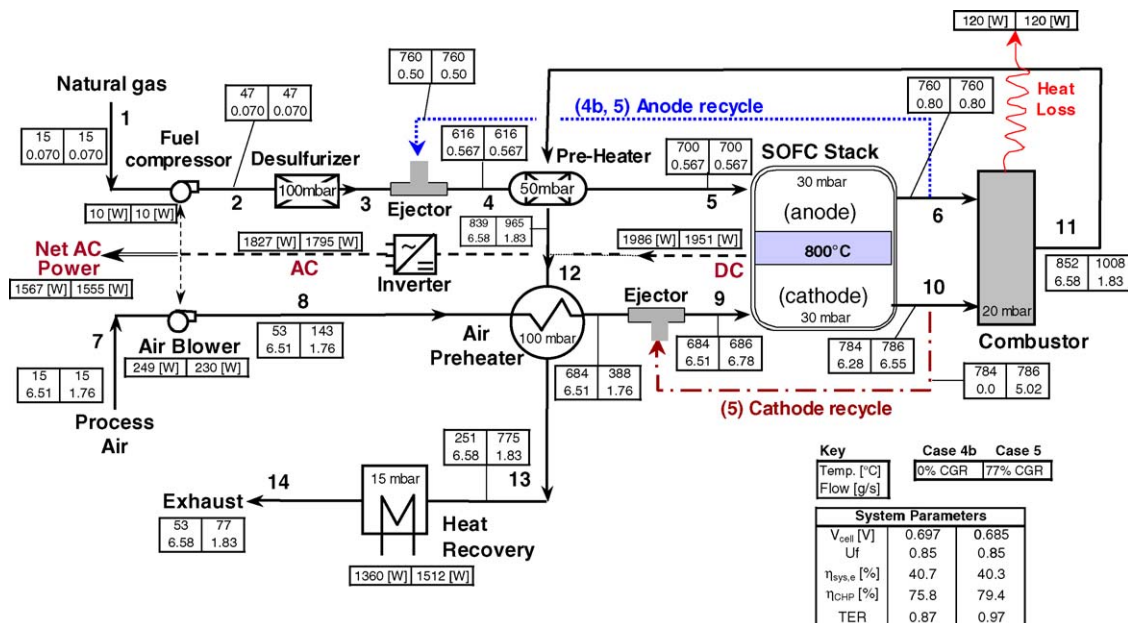 120 [W] 120 [W]
760 760
0.50 0.50
Natural gas
47 47
0.070 0.070
(4b, 5) Anode recycle
760 760
0.80 0.80
Heat
Loss
1
15 15
0.070 0.070
Fuel
compressor
Desulfurizer
616 616
0.567 0.567
Pre-Heater
700 700
0.567 0.567
SOFC Stack
30 mbar
100mbar
50mbar
(anode)
2
3
Ejector
4
5
6
11
10 [W] 10 [W]
839 965
6.58 1.83
800°C
Net AC
Power
1827 [W] 1795 [W]
1986 [W] 1951 [W]
AC
Inverter
12
DC
852 1008
6.58 1.83
1567 [W] 1555 [W]
8
Ejector
9
(cathode)
30 mbar
10
20 mbar
7
Air Blower
53 143
6.51 1.76
Air
Preheater
100 mbar
Combustor
249 [W] 230 [W]
684 388
6.51 1.76
684 686
6.51 6.78
784 786
6.28 6.55
15 15
6.51 1.76
784 786
0.0 5.02
Process
Air
(5) Cathode recycle
251 775
6.58 1.83
13
Key Case 4b Case 5
Temp. [°C] 0% CGR 77% CGR
Flow [g/s]
14
15 mbar
Exhaust
53 77
6.58 1.83
Heat
Recovery
1360 [W] 1512 [W]
System Parameters
Vcell [V] 0.697 0.685
Uf 0.85 0.85
ηsys,e [%] 40.7 40.3
ηCHP [%] 75.8 79.4
TER 0.87 0.97